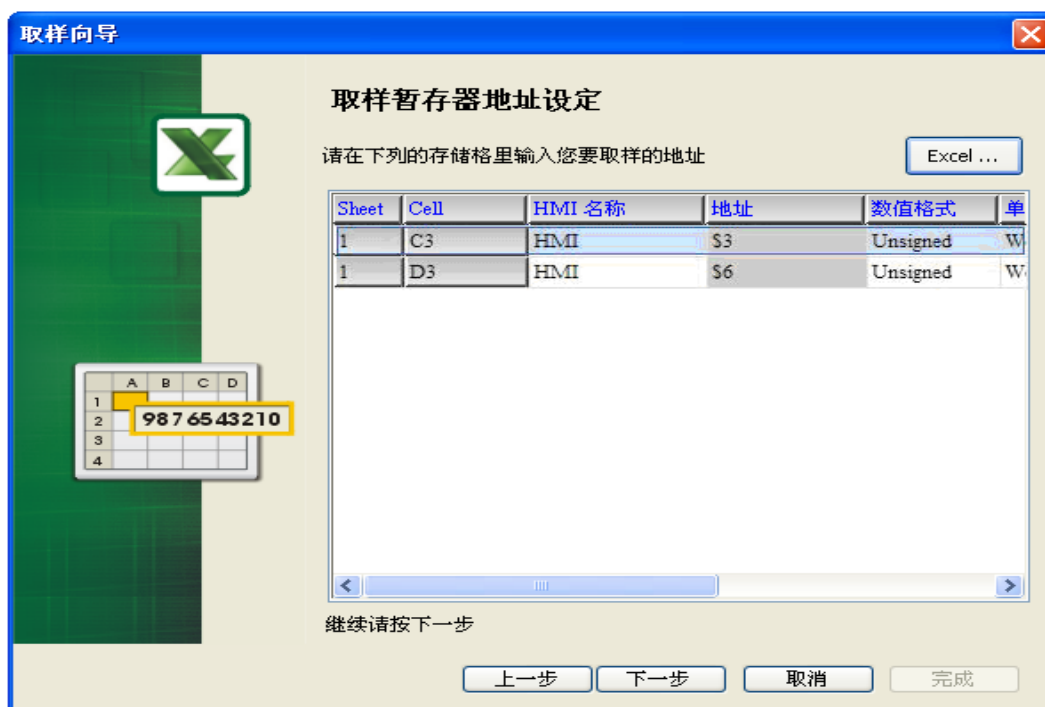 取样向导
取样暂存器地址设定
请在下列的存储格里输入您要取样的地址
Excel ...
Sheet Cell HMI 名称 地址 数值格式 单
1 C3 HMI $3 Unsigned W
1 D3 HMI $6 Unsigned W
A B C D
1
2
3
4
9876543210
继续请按下一步
上一步 下一步 取消 完成